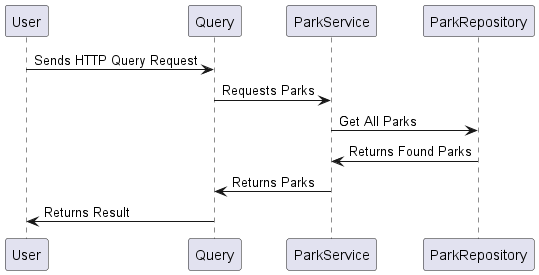 User Query ParkService ParkRepository
Sends HTTP Query Request
Requests Parks
Get All Parks
Returns Found Parks
Returns Parks
Returns Result
User Query ParkService ParkRepository